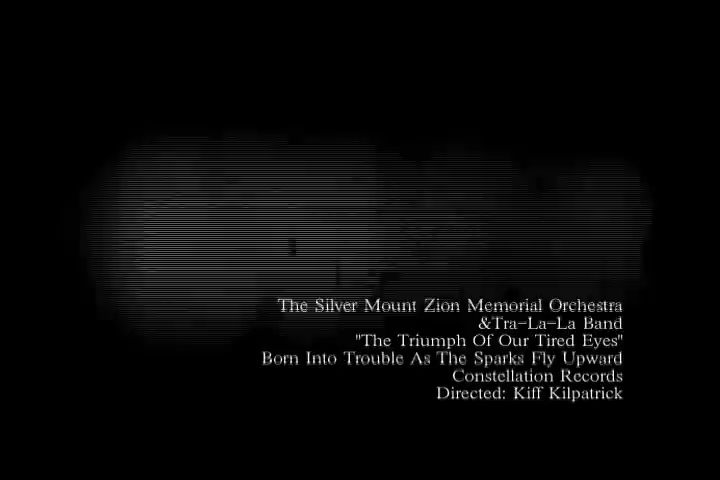 The Silver Mount Zion Memorial Orchestra
&Tra-La-La Band
"The Triumph Of Our Tired Eyes"
Born Into Trouble As The Sparks Fly Upward
Constellation Records
Directed: Kiff Kilpatrick